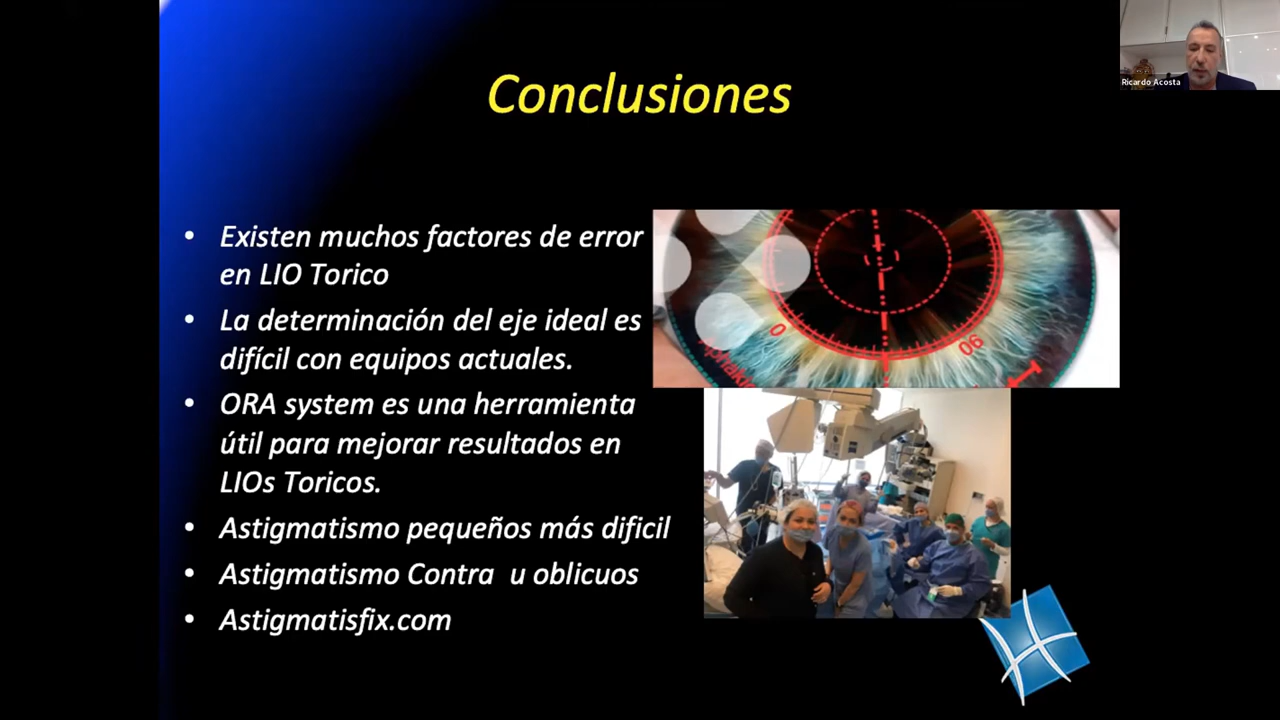 Conclusiones
Ricardo Acosta
• Existen muchos factores de error
en LIO Torico
• La determinación del eje ideal es
difícil con equipos actuales.
• ORA system es una herramienta
útil para mejorar resultados en
LIOs Toricos.
• Astigmatismo pequeños más dificil
• Astigmatismo Contra u oblicuos
• Astigmatisfix.com
0
90